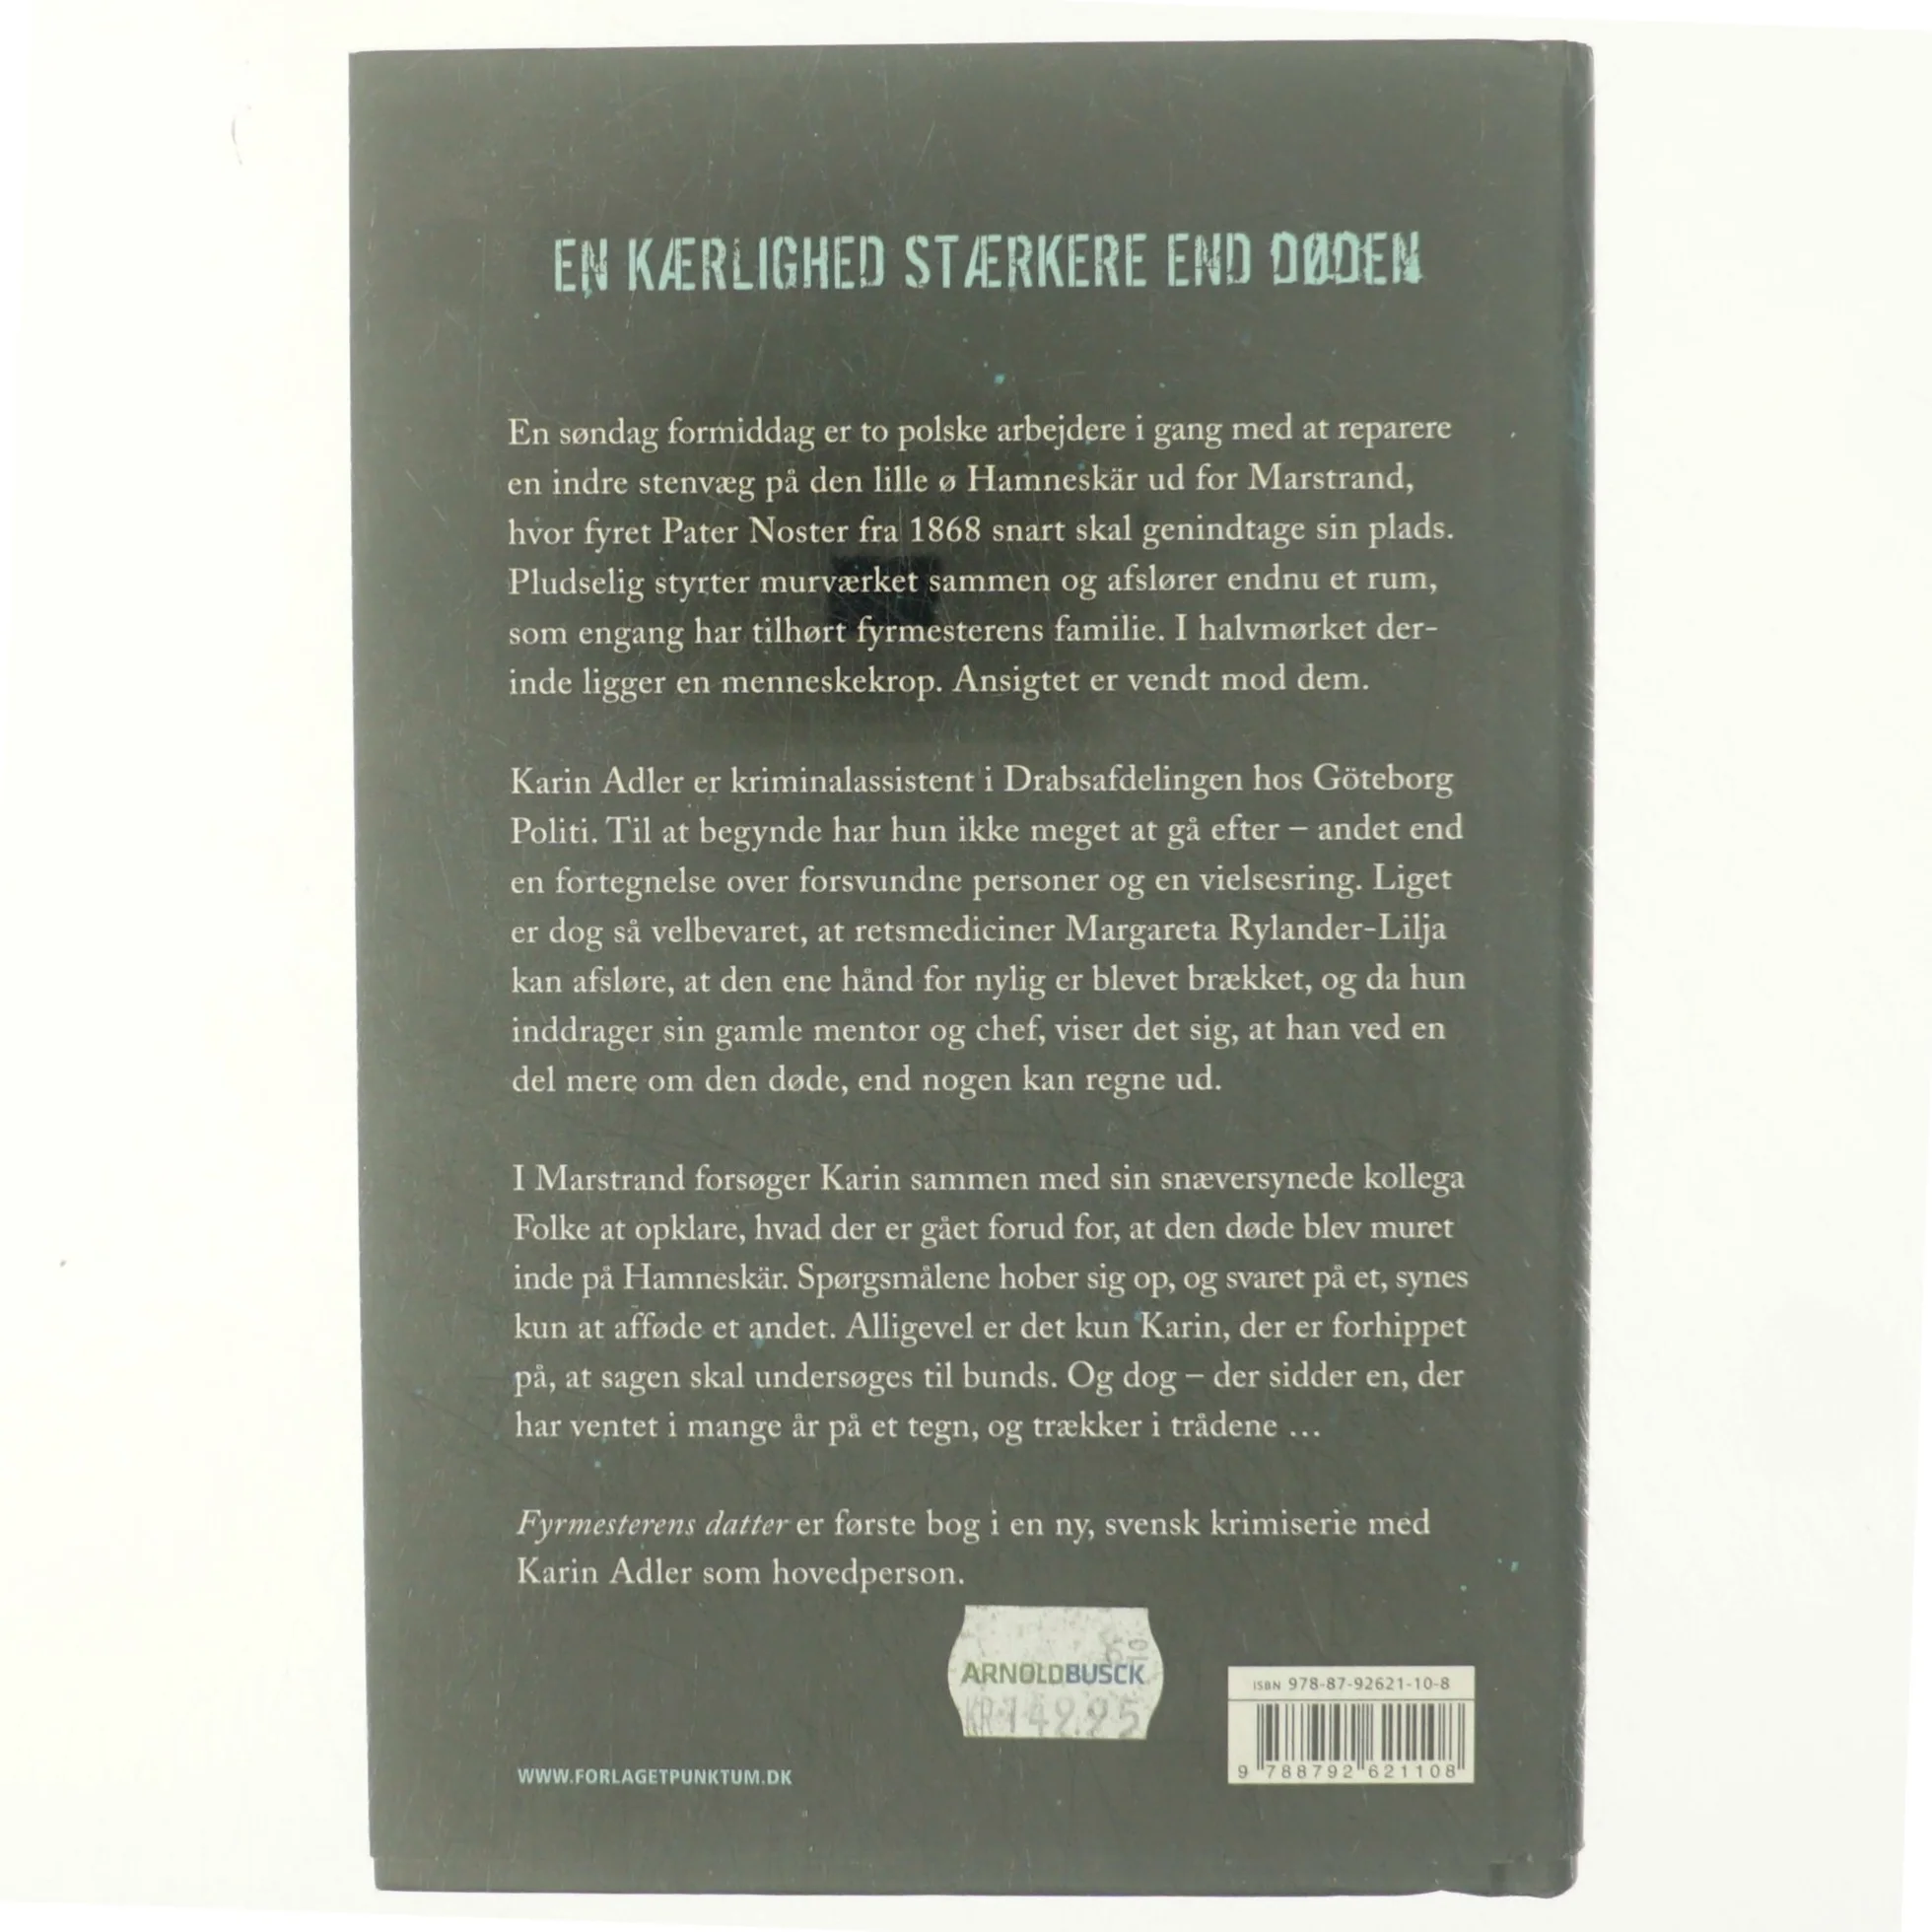 EN KÆRLIGHED STÆRKERE END DØDEN
En søndag formiddag er to polske arbejdere i gang med at reparere
en indre stenvæg på den lille ø Hamneskär ud for Marstrand,
hvor fyret Pater Noster fra 1868 snart skal genindtage sin plads.
Pludselig styrter murværket sammen og afslører endnu et rum,
som engang har tilhørt fyrmesterens familie. I halvmørket der-
inde ligger en menneskekrop. Ansigtet er vendt mod dem.
Karin Adler er kriminalassistent i Drabsafdelingen hos Göteborg
Politi. Til at begynde har hun ikke meget at gå efter – andet end
en fortegnelse over forsvundne personer og en vielsesring. Liget
er dog så velbevaret, at retsmediciner Margareta Rylander-Lilja
kan afsløre, at den ene hånd for nylig er blevet brækket, og da hun
inddrager sin gamle mentor og chef, viser det sig, at han ved en
del mere om den døde, end nogen kan regne ud.
I Marstrand forsøger Karin sammen med sin snæversynede kollega
Folke at opklare, hvad der er gået forud for, at den døde blev muret
inde på Hamneskär. Spørgsmålene hober sig op, og svaret på et, synes
kun at afføde et andet. Alligevel er det kun Karin, der er forhippet
på, at sagen skal undersøges til bunds. Og dog – der sidder en, der
har ventet i mange år på et tegn, og trækker i trådene ...
Fyrmesterens datter er første bog i en ny, svensk krimiserie med
Karin Adler som hovedperson.
ARNOLDBUSCK
ISBN 978-87-92621-10-8
9 788792 621108
WWW.FORLAGETPUNKTUM.DK